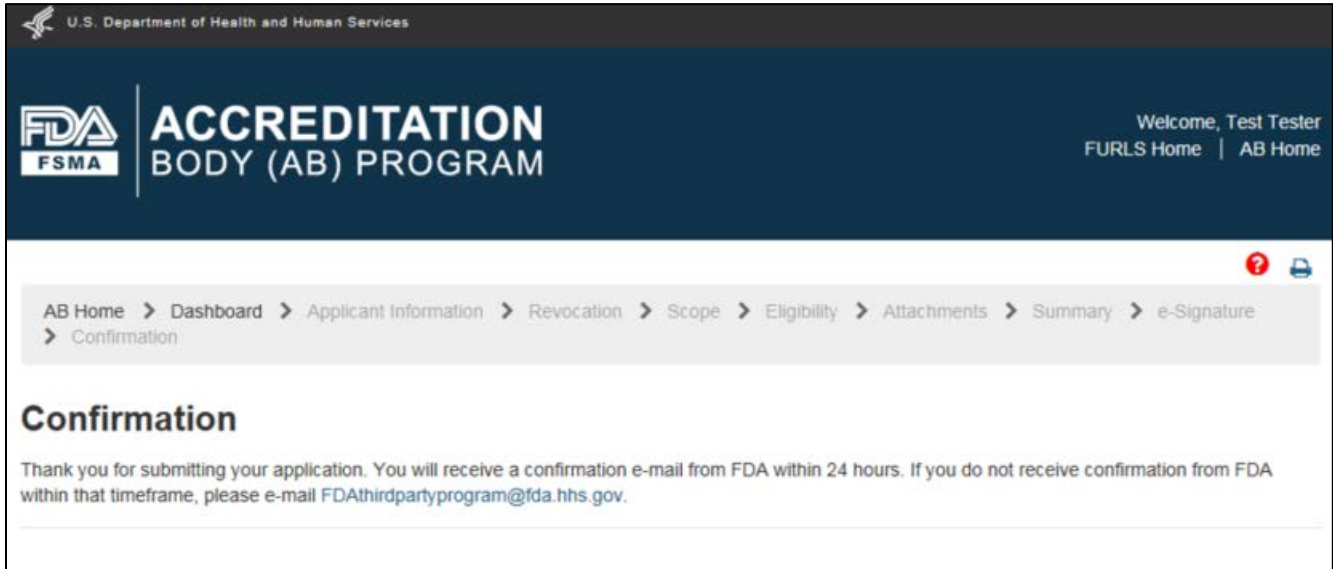 U.S. Department of Health and Human Services
FDA
FSMA
ACCREDITATION
BODY (AB) PROGRAM
Welcome, Test Tester
FURLS Home | AB Home
?
AB Home > Dashboard > Applicant Information > Revocation > Scope > Eligibility > Attachments > Summary > e-Signature
> Confirmation
Confirmation
Thank you for submitting your application. You will receive a confirmation e-mail from FDA within 24 hours. If you do not receive confirmation from FDA
within that timeframe, please e-mail FDAthirdpartyprogram@fda.hhs.gov.